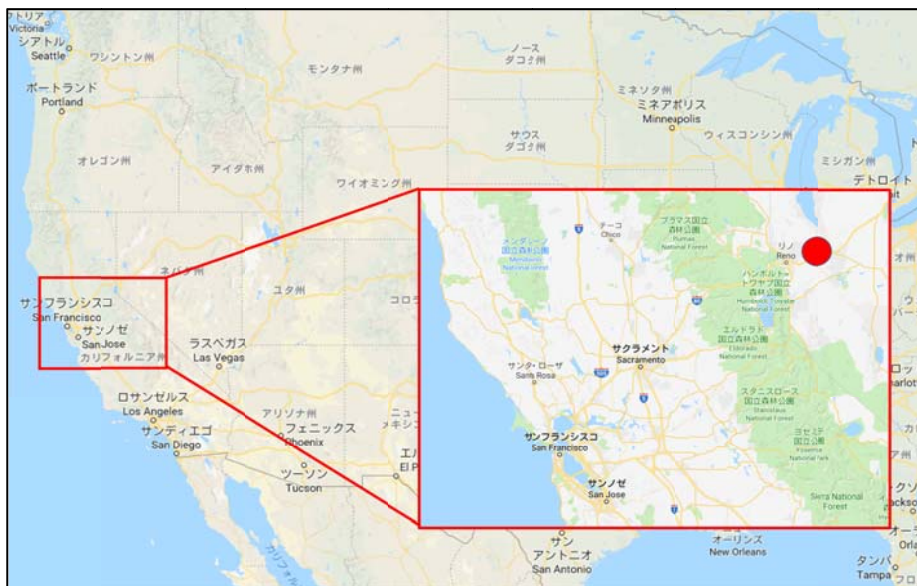 クトリア
Victoria
シアトル
Seattle
ワシントン州
モンタナ州
ノース
ダコタ州
ミネソタ州
ミネアポリス
Minneapolis
ポートランド
Portland
オレゴン州
アイダホ州
サウス
ダコタ州
ウィスコンシン州
ミシガン州
デトロイト
ワイオミング州
ネバダ州
ユタ州
コロラ
サンフランシスコ
San Francisco
サンノゼ
San Jose
カリフォルニア州
ラスベガス
Las Vegas
ロサンゼルス
Los Angeles
サンディエゴ
San Diego
アリゾナ州
フェニックス
Phoenix
ツーソン
Tucson
ニュー
メキシ
エル
El P
サン
アントニオ
San Antonio
オーリンズ
New Orleans
タンパ
Tampa
メンドシーノ
国立森林公園
Mendocino
National Forest
チーコ
Chico
プラマス国立
森林公園
Plumas
National Forest
リノ
Reno
ハンボルト=
トワヤブ国立
森林公園
Humboldt-Toiyabe
National Forest
エルドラド
国立森林公園
Eldorado
National Forest
サクラメント
Sacramento
サンタ・ローザ
Santa Rosa
スタニスロース
国立森林公園
Stanislaus
National Forest
ヨセミテ
国立公園
Yosemite
National Park
サンフランシスコ
San Francisco
サンノゼ
San Jose
Sierra National
Forest